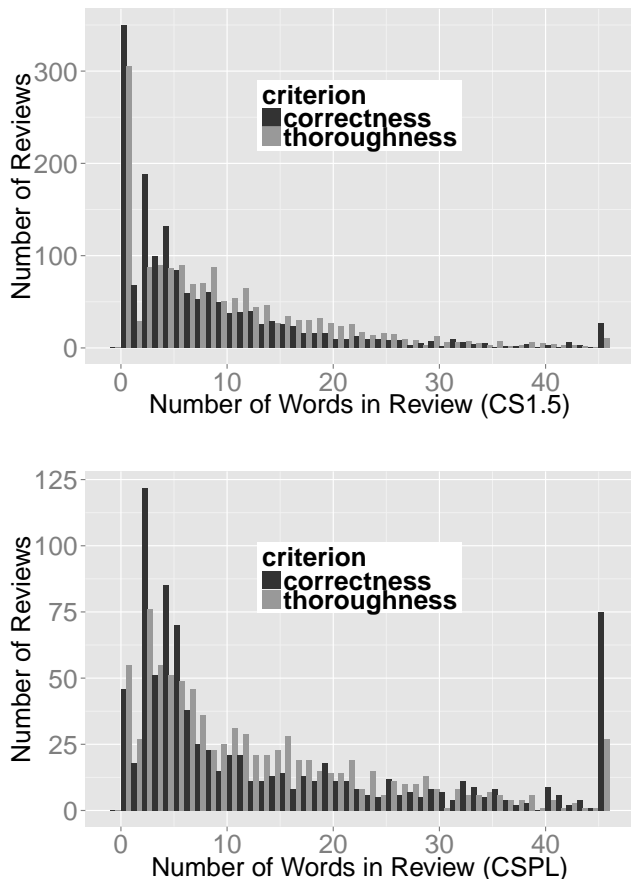 Number of Reviews
300
200
100
0
criterion
correctness
thoroughness
0 10 20 30 40
Number of Words in Review (CS1.5)
Number of Reviews
125
100
75
50
25
0
criterion
correctness
thoroughness
0 10 20 30 40
Number of Words in Review (CSPL)